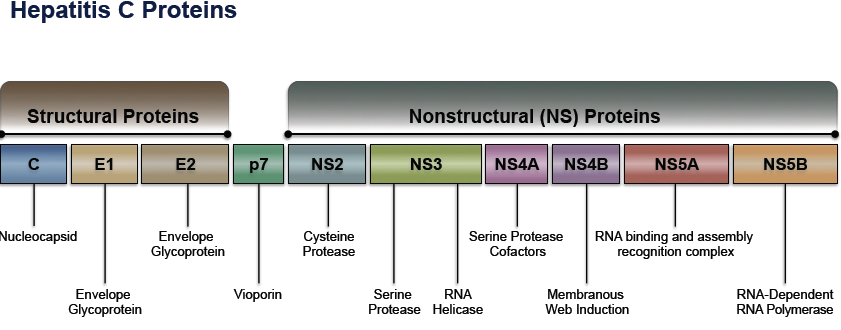 Hepatitis C Proteins
Structural Proteins
Nonstructural (NS) Proteins
C
E1
E2
p7
NS2
NS3
NS4A
NS4B
NS5A
NS5B
Nucleocapsid
Envelope
Glycoprotein
Envelope
Glycoprotein
Vioporin
Cysteine
Protease
Serine
Protease
RNA
Helicase
Serine Protease
Cofactors
Membranous
Web Induction
RNA binding and assembly
recognition complex
RNA-Dependent
RNA Polymerase